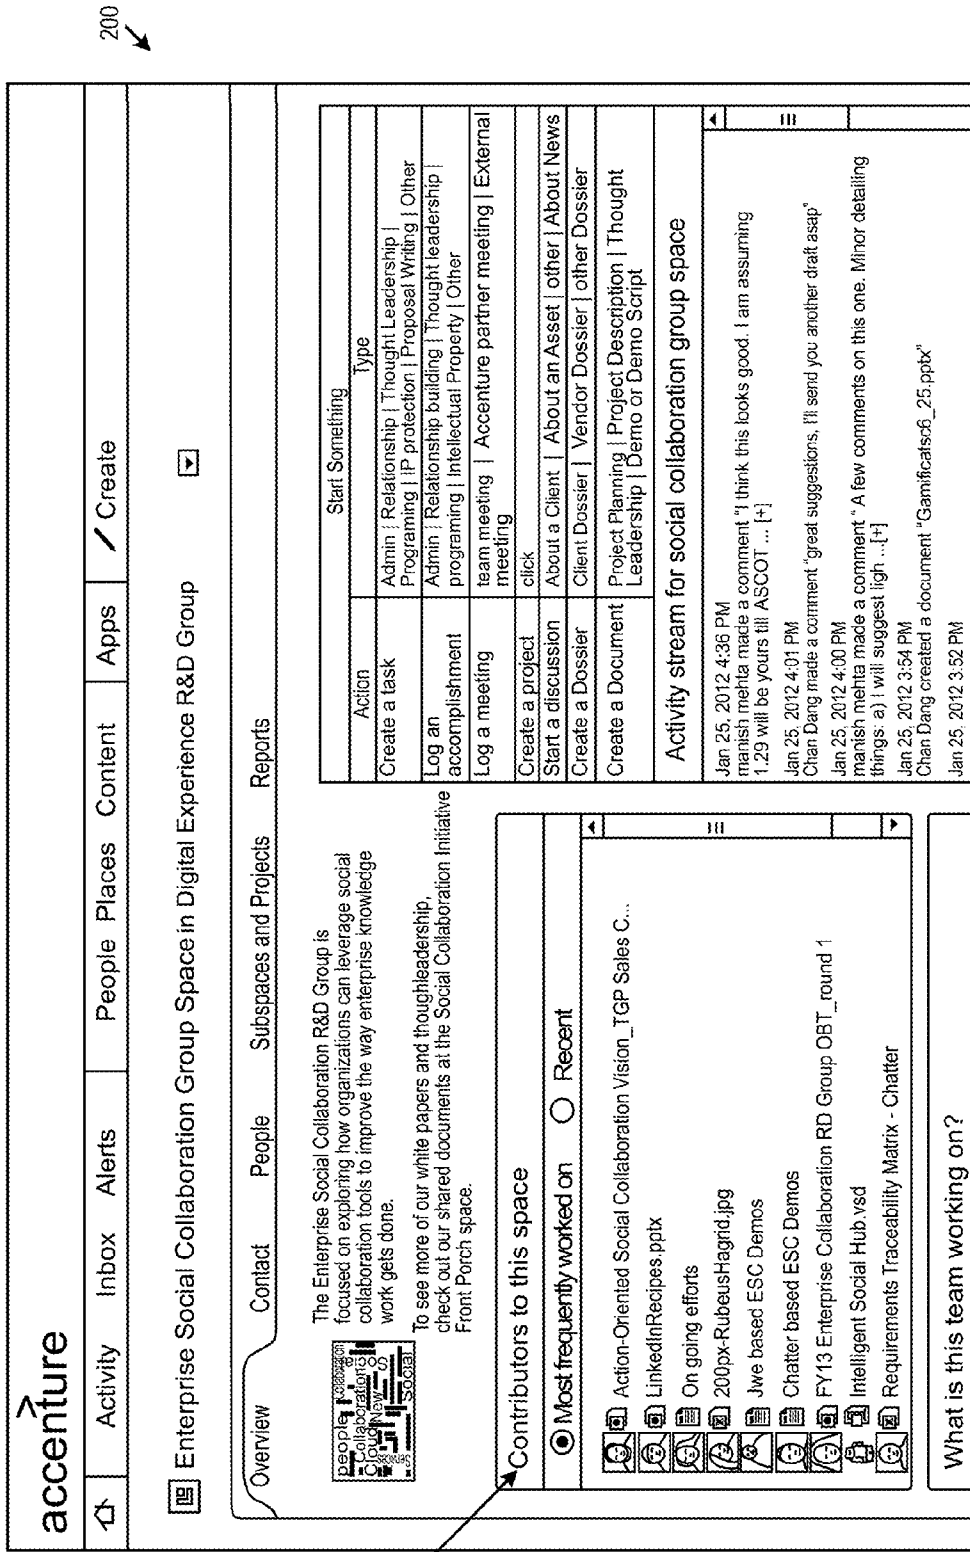 200
accenture
Activity Inbox Alerts People Places Content Apps Create
Enterprise Social Collaboration Group Space in Digital Experience R&D Group
Overview Contact People Subspaces and Projects Reports
people
Collaboration
Cloud New
Social
The Enterprise Social Collaboration R&D Group is
focused on exploring how organizations can leverage social
collaboration tools to improve the way enterprise knowledge
work gets done.
To see more of our white papers and thoughleadership,
check out our shared documents at the Social Collaboration Initiative
Front Porch space.
Contributors to this space
Most frequently worked on Recent
Action-Oriented Social Collaboration Vision_TGP Sales C...
LinkedInRecipes.pptx
On going efforts
200px-RubeusHagrid.jpg
Jwe based ESC Demos
Chatter based ESC Demos
FY13 Enterprise Collaboration RD Group OBT_round 1
Intelligent Social Hub.vsd
Requirements Traceability Matrix - Chatter
What is this team working on?
Start Something
Action Type
Create a task Admin | Relationship | Thought Leadership |
Programing | IP protection | Proposal Writing | Other
Log an Admin | Relationship building | Thought leadership |
accomplishment programing | Intellectual Property | Other
Log a meeting team meeting | Accenture partner meeting | External
meeting
Create a project click
Start a discussion About a Client | About an Asset | other | About News
Create a Dossier Client Dossier | Vendor Dossier | other Dossier
Create a Document Project Planning | Project Description | Thought
Leadership | Demo or Demo Script
Activity stream for social collaboration group space
Jan 25, 2012 4:36 PM
manish mehta made a comment "I think this looks good. I am assuming
1.29 will be yours till ASCOT ... [+]
Jan 25, 2012 4:01 PM
Chan Dang made a comment "great suggestions, I'll send you another draft asap"
Jan 25, 2012 4:00 PM
manish mehta made a comment " A few comments on this one. Minor detailing
things: a) I will suggest ligh ...[+]
Jan 25, 2012 3:54 PM
Chan Dang created a document "Gamificatsc6_25.pptx"
Jan 25, 2012 3:52 PM